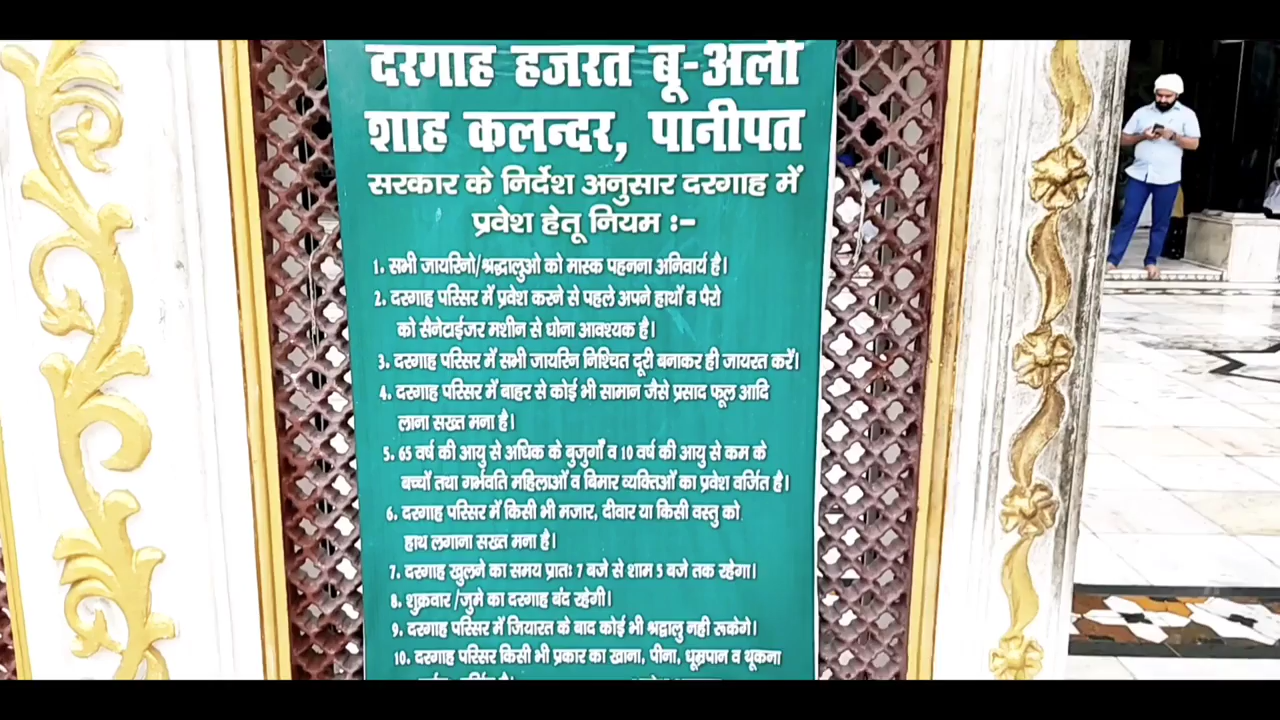 दरगाह हजरत बू-अली
शाह कलन्दर, पानीपत
सरकार के निर्देश अनुसार दरगाह में
प्रवेश हेतू नियम :-
1. सभी जायरिनो/श्रद्धालुओ को मास्क पहनना अनिवार्य है।
2. दरगाह परिसर में प्रवेश करने से पहले अपने हाथों व पैरो
को सैनेटाईजर मशीन से धोना आवश्यक है।
3. दरगाह परिसर में सभी जायरिन निश्चित दूरी बनाकर ही जायरत करें।
4. दरगाह परिसर में बाहर से कोई भी सामान जैसे प्रसाद फूल आदि
लाना सख्त मना है।
5. 65 वर्ष की आयु से अधिक के बुजुर्गों व 10 वर्ष की आयु से कम के
बच्चों तथा गर्भवति महिलाओं व बिमार व्यक्तिओं का प्रवेश वर्जित है।
6. दरगाह परिसर में किसी भी मजार, दीवार या किसी वस्तु को
हाथ लगाना सख्त मना है।
7. दरगाह खुलने का समय प्रातः 7 बजे से शाम 5 बजे तक रहेगा।
8. शुक्रवार /जुमे का दरगाह बंद रहेगी।
9. दरगाह परिसर में जियारत के बाद कोई भी श्रद्वालु नही रूकेगे।
10. दरगाह परिसर किसी भी प्रकार का खाना, पीना, धूम्रपान व थूकना